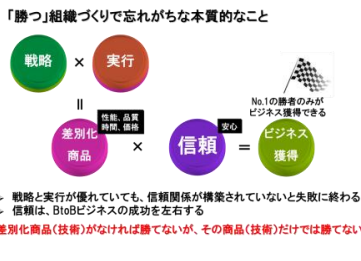 「勝つ」組織づくりで忘れがちな本質的なこと
戦略
×
実行
No.1の勝者のみが
ビジネス獲得できる
=
性能、品質
時間、価格
差別化
商品
×
安心
信頼
=
ビジネス
獲得
戦略と実行が優れていても、信頼関係が構築されていないと失敗に終わる
信頼は、BtoBビジネスの成功を左右する
差別化商品(技術)がなければ勝てないが、その商品(技術)だけでは勝てない